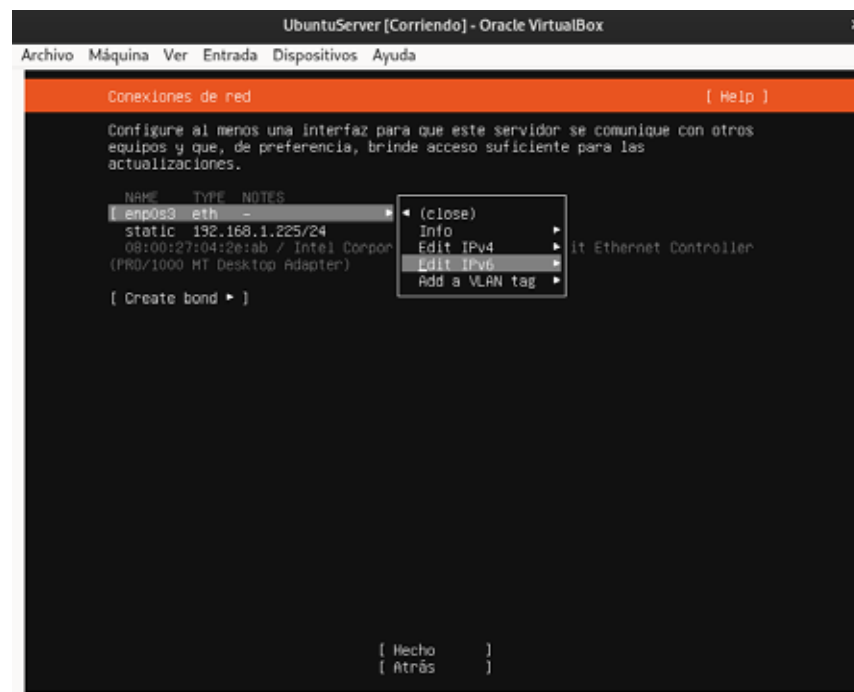 UbuntuServer [Corriendo] - Oracle VirtualBox
Archivo Máquina Ver Entrada Dispositivos Ayuda
Conexiones de red [ Help ]
Configure al menos una interfaz para que este servidor se comunique con otros
equipos y que, de preferencia, brinde acceso suficiente para las
actualizaciones.
NAME TYPE NOTES
[ enp0s3 eth - ▸ ◂ (close)
static 192.168.1.225/24 Info ▸
08:00:27:04:2e:ab / Intel Corpor Edit IPv4 ▸ it Ethernet Controller
(PRO/1000 MT Desktop Adapter) Edit IPv6 ▸
[ Create bond ▸ ] Add a VLAN tag ▸
[ Hecho ]
[ Atrás ]